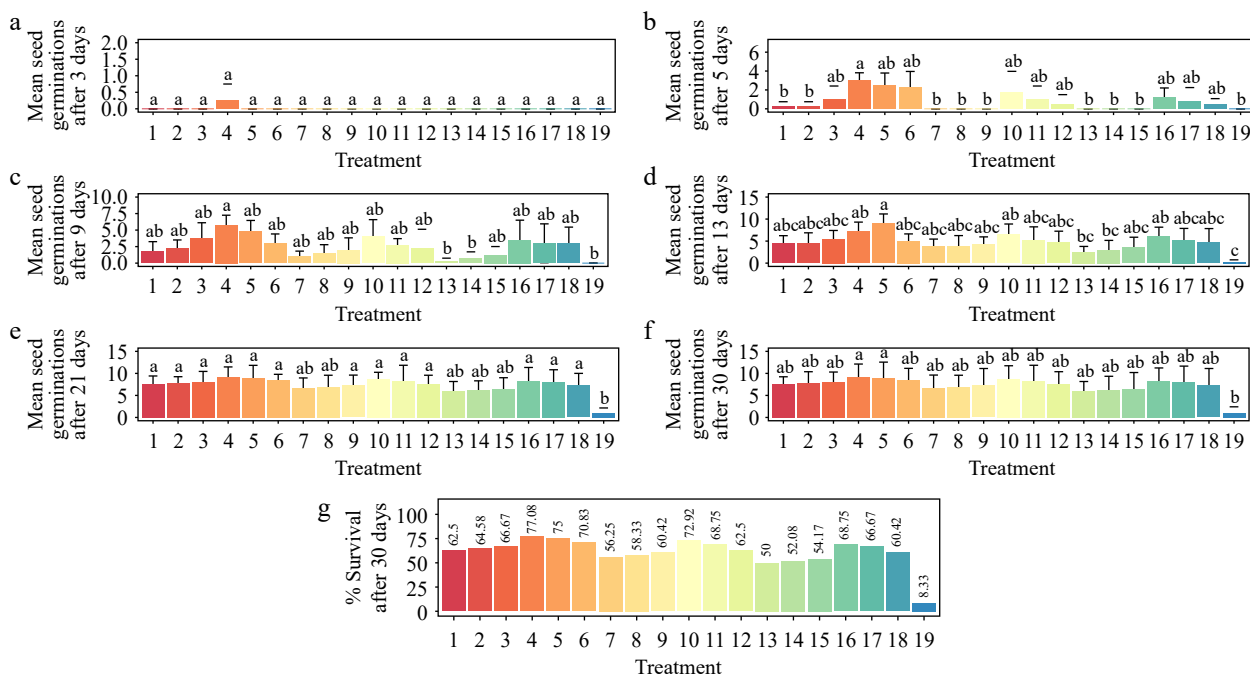 a
Mean seed
germinations
after 3 days
2.0
1.5
1.0
0.5
0.0
a a a a a a a a a a a a a a a a a a a
1 2 3 4 5 6 7 8 9 10 11 12 13 14 15 16 17 18 19
Treatment
b
Mean seed
germinations
after 5 days
6
4
2
0
b b ab a ab ab b b b ab ab ab b b b ab ab ab b
1 2 3 4 5 6 7 8 9 10 11 12 13 14 15 16 17 18 19
Treatment
c
Mean seed
germinations
after 9 days
10.0
7.5
5.0
2.5
0.0
ab ab ab a ab ab ab ab ab ab ab ab b b ab ab ab ab b
1 2 3 4 5 6 7 8 9 10 11 12 13 14 15 16 17 18 19
Treatment
d
Mean seed
germinations
after 13 days
15
10
5
0
abc abc abc ab a abc abc abc abc ab abc abc bc abc abc ab abc abc c
1 2 3 4 5 6 7 8 9 10 11 12 13 14 15 16 17 18 19
Treatment
e
Mean seed
germinations
after 21 days
15
10
5
0
a a a a a a ab ab a a a a ab ab ab a a a b
1 2 3 4 5 6 7 8 9 10 11 12 13 14 15 16 17 18 19
Treatment
f
Mean seed
germinations
after 30 days
15
10
5
0
ab ab ab a a ab ab ab ab ab ab ab ab ab ab ab ab ab b
1 2 3 4 5 6 7 8 9 10 11 12 13 14 15 16 17 18 19
Treatment
g
% Survival
after 30 days
100
75
50
25
0
62.5 64.58 66.67 77.08 75 70.83 56.25 58.33 60.42 72.92 68.75 62.5 50 52.08 54.17 68.75 66.67 60.42 8.33
1 2 3 4 5 6 7 8 9 10 11 12 13 14 15 16 17 18 19
Treatment